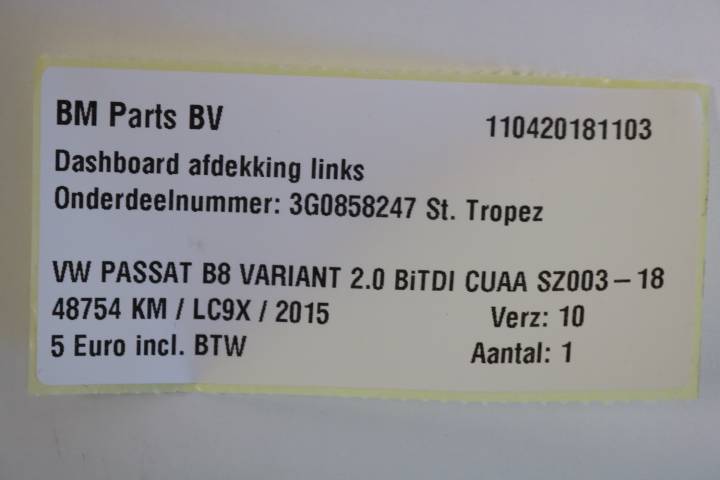 BM Parts BV 110420181103
Dashboard afdekking links
Onderdeelnummer: 3G0858247 St. Tropez
VW PASSAT B8 VARIANT 2.0 BiTDI CUAA SZ003-18
48754 KM / LC9X / 2015 Verz: 10
5 Euro incl. BTW Aantal: 1